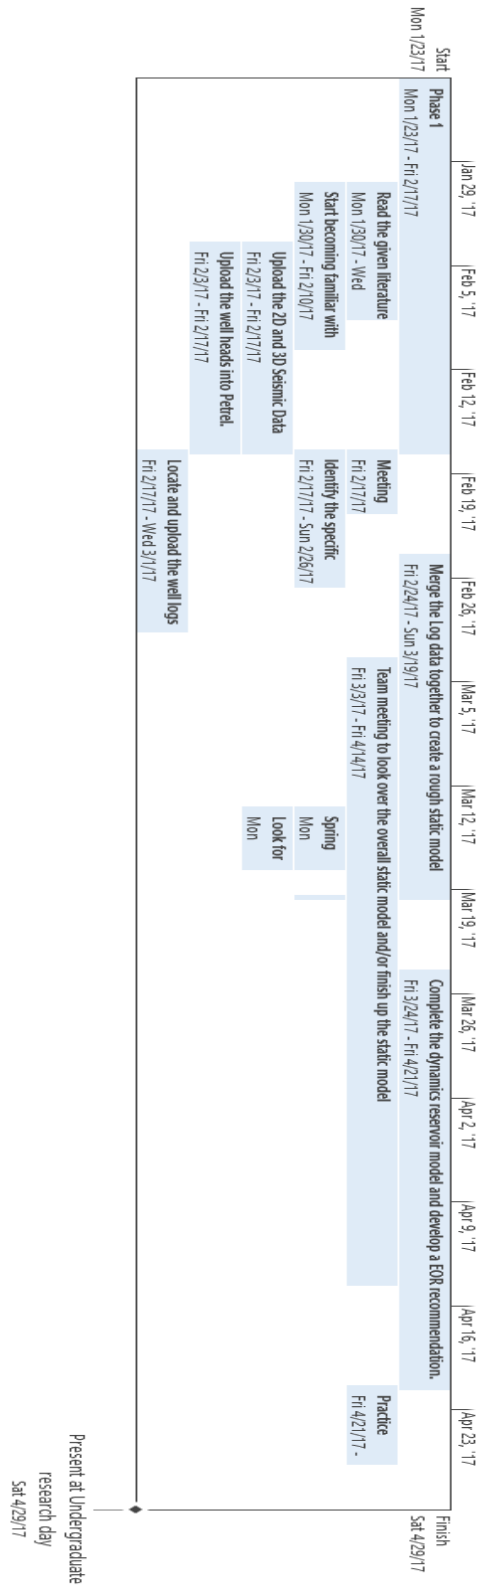 Start
Mon 1/23/17
Jan 29, '17
Feb 5, '17
Feb 12, '17
Feb 19, '17
Feb 26, '17
Mar 5, '17
Mar 12, '17
Mar 19, '17
Mar 26, '17
Apr 2, '17
Apr 9, '17
Apr 16, '17
Apr 23, '17
Finish
Sat 4/29/17
Phase 1
Mon 1/23/17 - Fri 2/17/17
Merge the Log data together to create a rough static model
Fri 2/24/17 - Sun 3/19/17
Complete the dynamics reservoir model and develop a EOR recommendation.
Fri 3/24/17 - Fri 4/21/17
Read the given literature
Mon 1/30/17 - Wed
Meeting
Fri 2/17/17
Team meeting to look over the overall static model and/or finish up the static model
Fri 3/3/17 - Fri 4/14/17
Practice
Fri 4/21/17 -
Start becoming familiar with
Mon 1/30/17 - Fri 2/10/17
Identify the specific
Fri 2/17/17 - Sun 2/26/17
Spring
Mon
Upload the 2D and 3D Seismic Data
Fri 2/3/17 - Fri 2/17/17
Look for
Mon
Upload the well heads into Petrel.
Fri 2/3/17 - Fri 2/17/17
Locate and upload the well logs
Fri 2/17/17 - Wed 3/1/17
Present at Undergraduate
research day
Sat 4/29/17